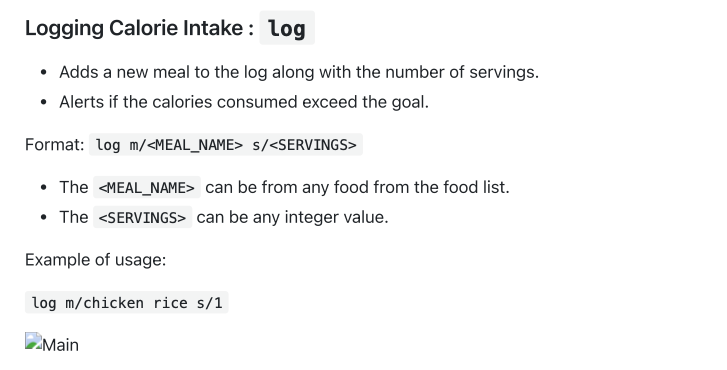 Logging Calorie Intake : log
• Adds a new meal to the log along with the number of servings.
• Alerts if the calories consumed exceed the goal.
Format: log m/<MEAL_NAME> s/<SERVINGS>
• The <MEAL_NAME> can be from any food from the food list.
• The <SERVINGS> can be any integer value.
Example of usage:
log m/chicken rice s/1
Main